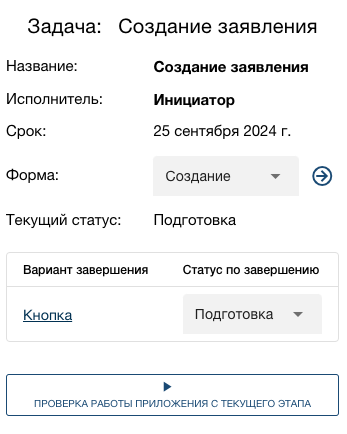 Задача: Создание заявления
Название: Создание заявления
Исполнитель: Инициатор
Срок: 25 сентября 2024 г.
Форма: Создание
Текущий статус: Подготовка
Вариант завершения Статус по завершению
Кнопка Подготовка
ПРОВЕРКА РАБОТЫ ПРИЛОЖЕНИЯ С ТЕКУЩЕГО ЭТАПА